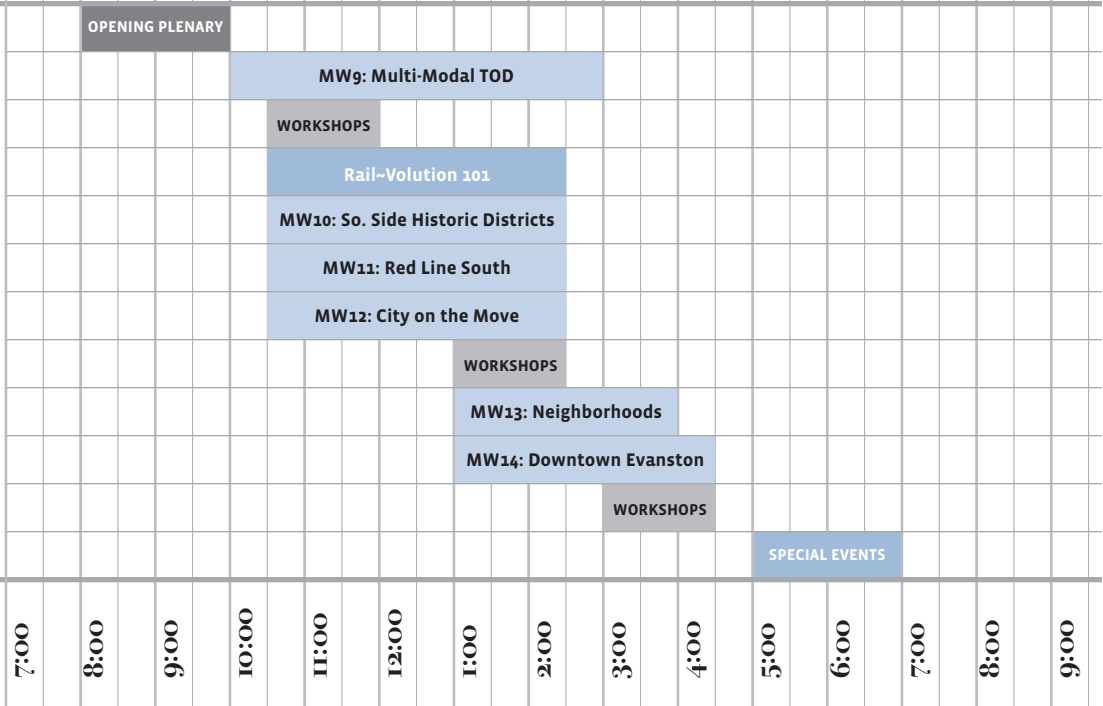 OPENING PLENARY
MW9: Multi-Modal TOD
WORKSHOPS
Rail~Volution 101
MW10: So. Side Historic Districts
MW11: Red Line South
MW12: City on the Move
WORKSHOPS
MW13: Neighborhoods
MW14: Downtown Evanston
WORKSHOPS
SPECIAL EVENTS
7:00
8:00
9:00
10:00
11:00
12:00
1:00
2:00
3:00
4:00
5:00
6:00
7:00
8:00
9:00